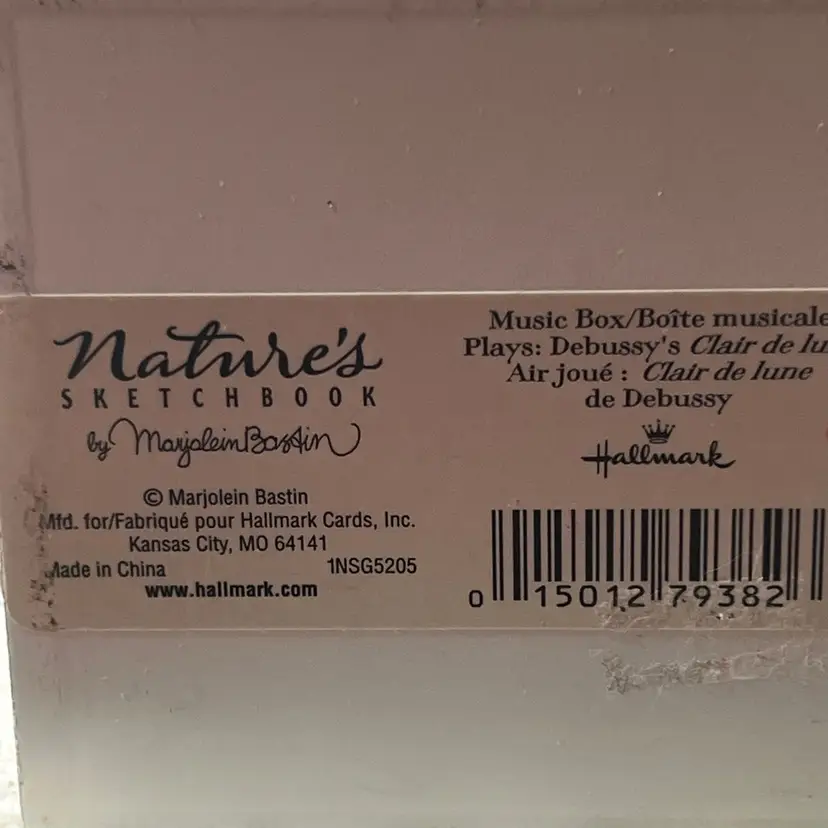 Nature's
SKETCHBOOK
by Marjolein Bastin
© Marjolein Bastin
Mfd. for/Fabriqué pour Hallmark Cards, Inc.
Kansas City, MO 64141
Made in China 1NSG5205
www.hallmark.com
Music Box/Boîte musicale
Plays: Debussy's Clair de
Air joué : Clair de lune
de Debussy
Hallmark
0 15012 79382